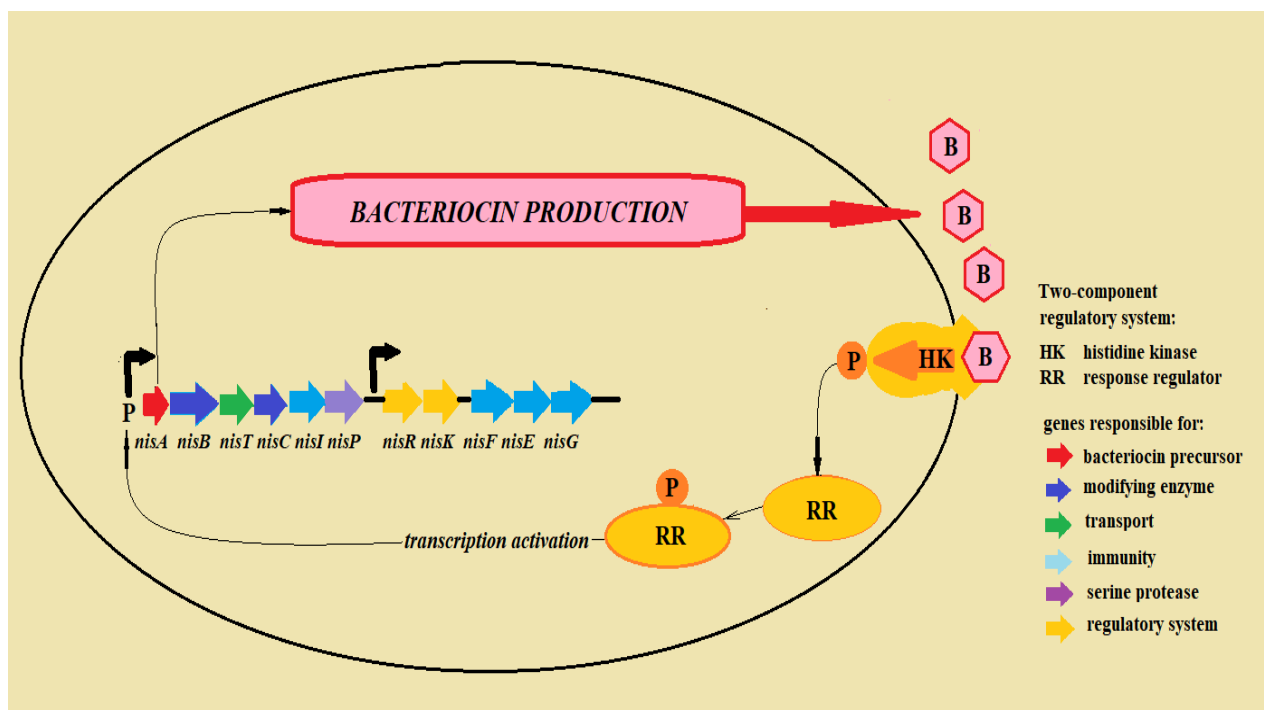 BACTERIOCIN PRODUCTION
B
B
B
Two-component
regulatory system:
HK histidine kinase
RR response regulator
P
HK
B
P
nisA nisB nisT nisC nisI nisP nisR nisK nisF nisE nisG
genes responsible for:
bacteriocin precursor
modifying enzyme
transport
immunity
serine protease
regulatory system
P
RR
RR
transcription activation